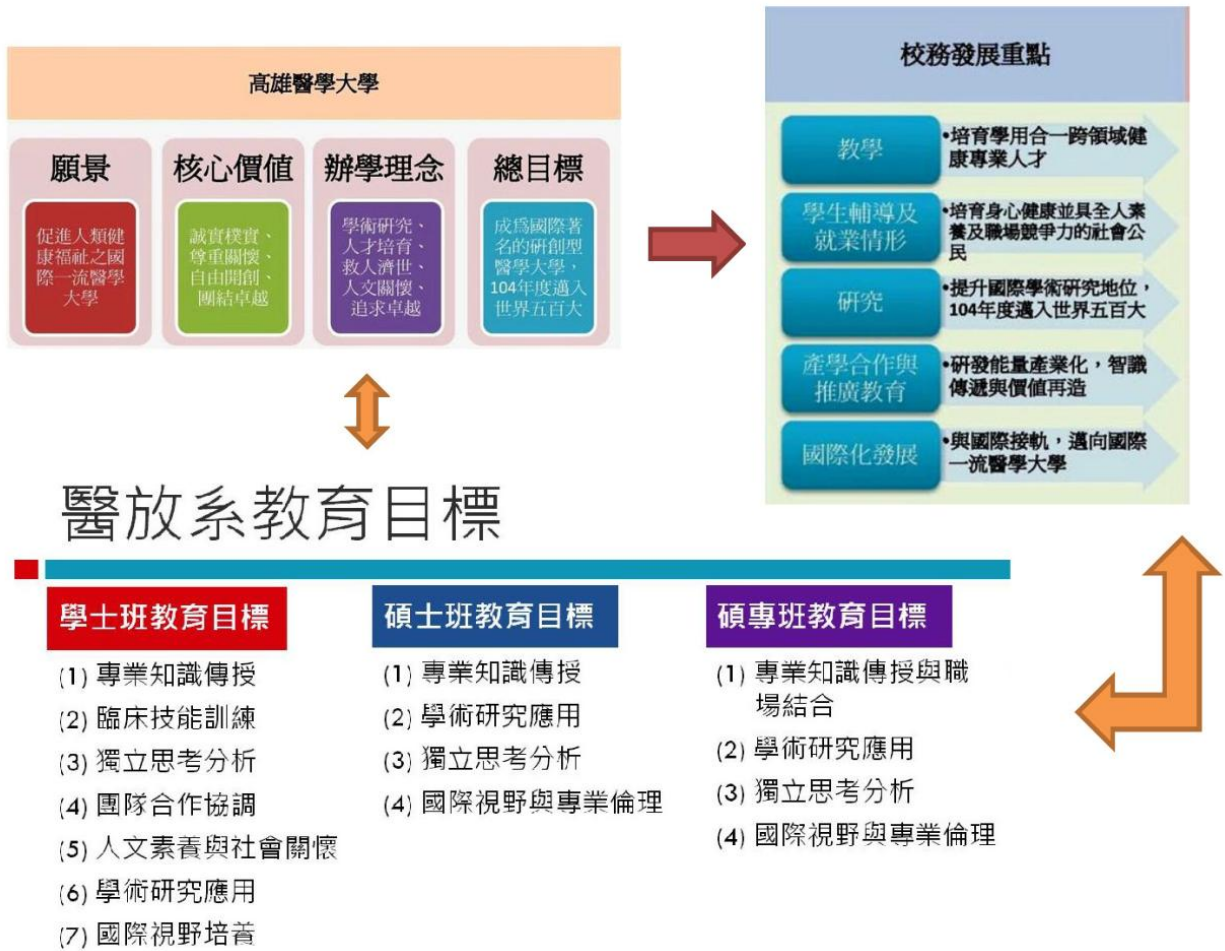 高雄醫學大學
願景
促進人類健
康福祉之國
際一流醫學
大學
核心價值
誠實樸實、
尊重關懷、
自由開創、
團結卓越
辦學理念
學術研究、
人才培育、
救人濟世、
人文關懷、
追求卓越
總目標
成為國際著
名的研創型
醫學大學，
104年度邁入
世界五百大
校務發展重點
教學
•培育學用合一跨領域健
康專業人才
學生輔導及
就業情形
•培育身心健康並具全人素
養及職場競爭力的社會公
民
研究
•提升國際學術研究地位，
104年度邁入世界五百大
產學合作與
推廣教育
•研發能量產業化，智識
傳遞與價值再造
國際化發展
•與國際接軌，邁向國際
一流醫學大學
醫放系教育目標
學士班教育目標
(1) 專業知識傳授
(2) 臨床技能訓練
(3) 獨立思考分析
(4) 團隊合作協調
(5) 人文素養與社會關懷
(6) 學術研究應用
(7) 國際視野培養
碩士班教育目標
(1) 專業知識傳授
(2) 學術研究應用
(3) 獨立思考分析
(4) 國際視野與專業倫理
碩專班教育目標
(1) 專業知識傳授與職
場結合
(2) 學術研究應用
(3) 獨立思考分析
(4) 國際視野與專業倫理